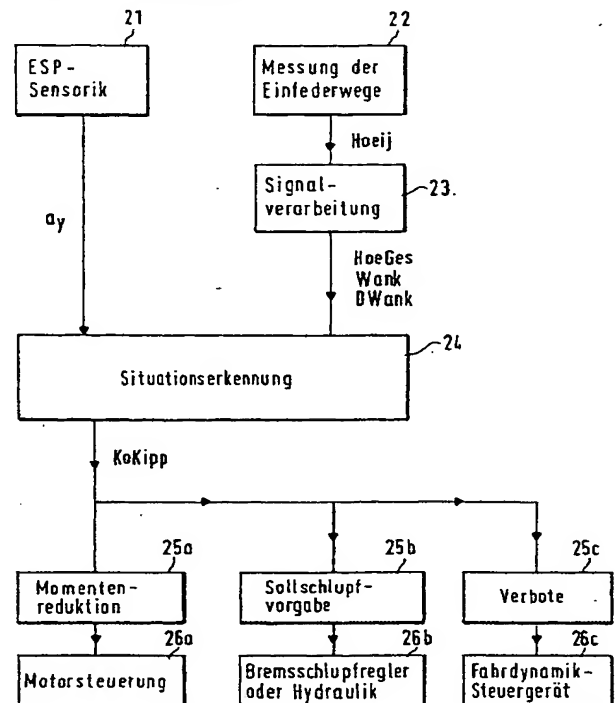 21
ESP-
Sensorik
22
Messung der
Einfederwege
Hoeij
Signal-
verarbeitung
23.
ay
HoeGes
Wank
DWank
24
Situationserkennung
KoKipp
25a
Momenten-
reduktion
25b
Sollschlupf-
vorgabe
25c
Verbote
26a
Motorsteuerung
26b
Bremsschlupfregler
oder Hydraulik
26c
Fahrdynamik-
Steuergerät